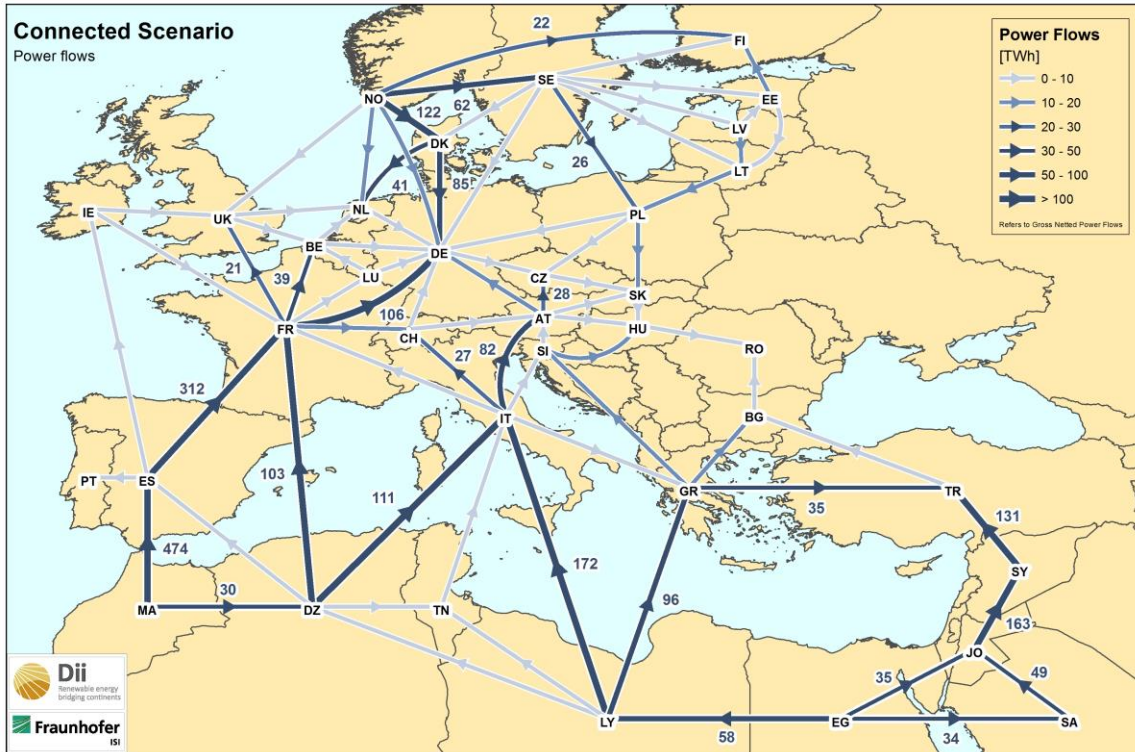 Connected Scenario
Power flows
Power Flows
[TWh]
0 - 10
10 - 20
20 - 30
30 - 50
50 - 100
> 100
Refers to Gross Netted Power Flows
22
FI
SE
NO
62
EE
122
LV
DK
26
LT
41
85
IE
UK
NL
PL
BE
DE
21
39
LU
CZ
28
SK
106
AT
FR
CH
HU
82
SI
RO
27
312
IT
BG
PT
ES
103
111
GR
TR
35
131
474
172
SY
30
96
MA
DZ
TN
163
JO
35
49
LY
EG
SA
58
34
Dii
Renewable energy
bridging continents
Fraunhofer
ISI